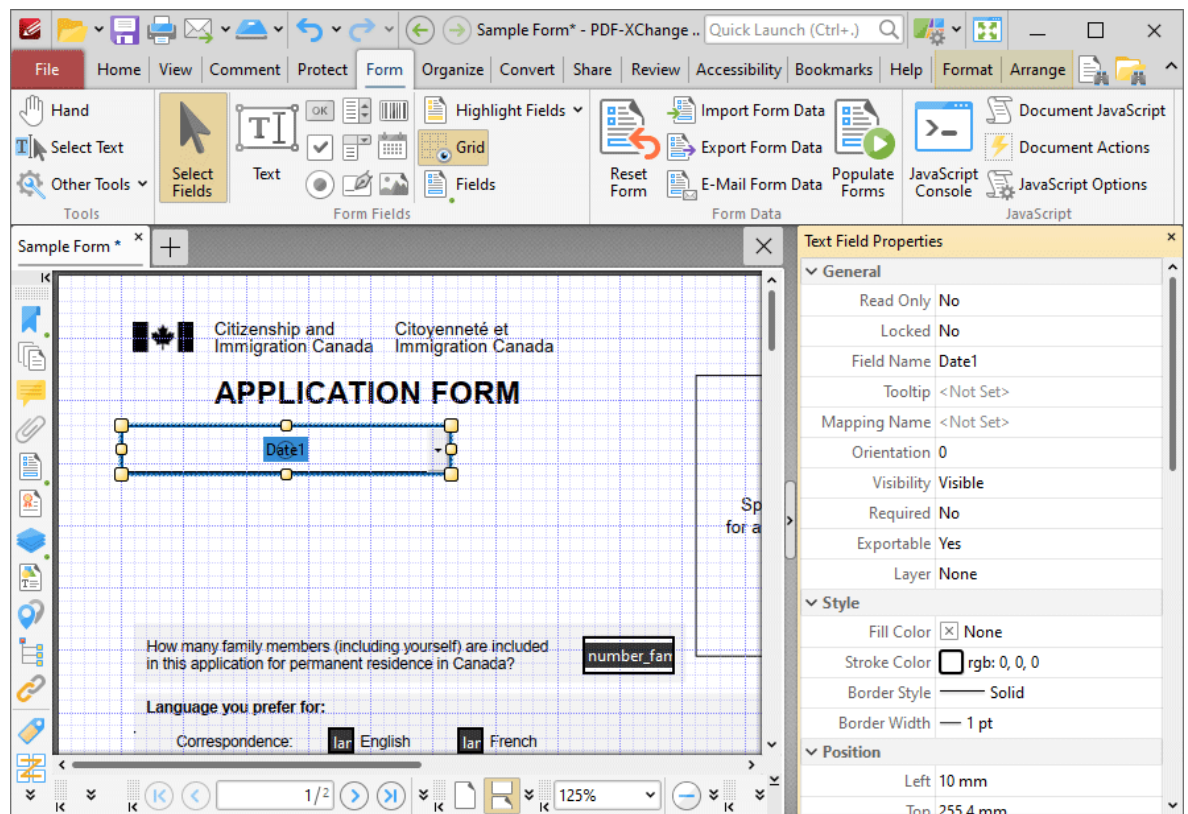 Sample Form* - PDF-XChange ..
Quick Launch (Ctrl+.)
File Home View Comment Protect Form Organize Convert Share Review Accessibility Bookmarks Help Format Arrange
Hand
Select Text
Other Tools
Tools
Select Fields
Text
OK
Highlight Fields
Grid
Fields
Form Fields
Reset Form
Import Form Data
Export Form Data
E-Mail Form Data
Populate Forms
Form Data
JavaScript Console
Document JavaScript
Document Actions
JavaScript Options
JavaScript
Sample Form *
Citizenship and
Immigration Canada
Citoyenneté et
Immigration Canada
APPLICATION FORM
Date1
Sp
for a
How many family members (including yourself) are included
in this application for permanent residence in Canada?
number_fan
Language you prefer for:
Correspondence: lar English lar French
1/2
125%
Text Field Properties
General
Read Only No
Locked No
Field Name Date1
Tooltip <Not Set>
Mapping Name <Not Set>
Orientation 0
Visibility Visible
Required No
Exportable Yes
Layer None
Style
Fill Color None
Stroke Color rgb: 0, 0, 0
Border Style Solid
Border Width 1 pt
Position
Left 10 mm
Top 255.4 mm